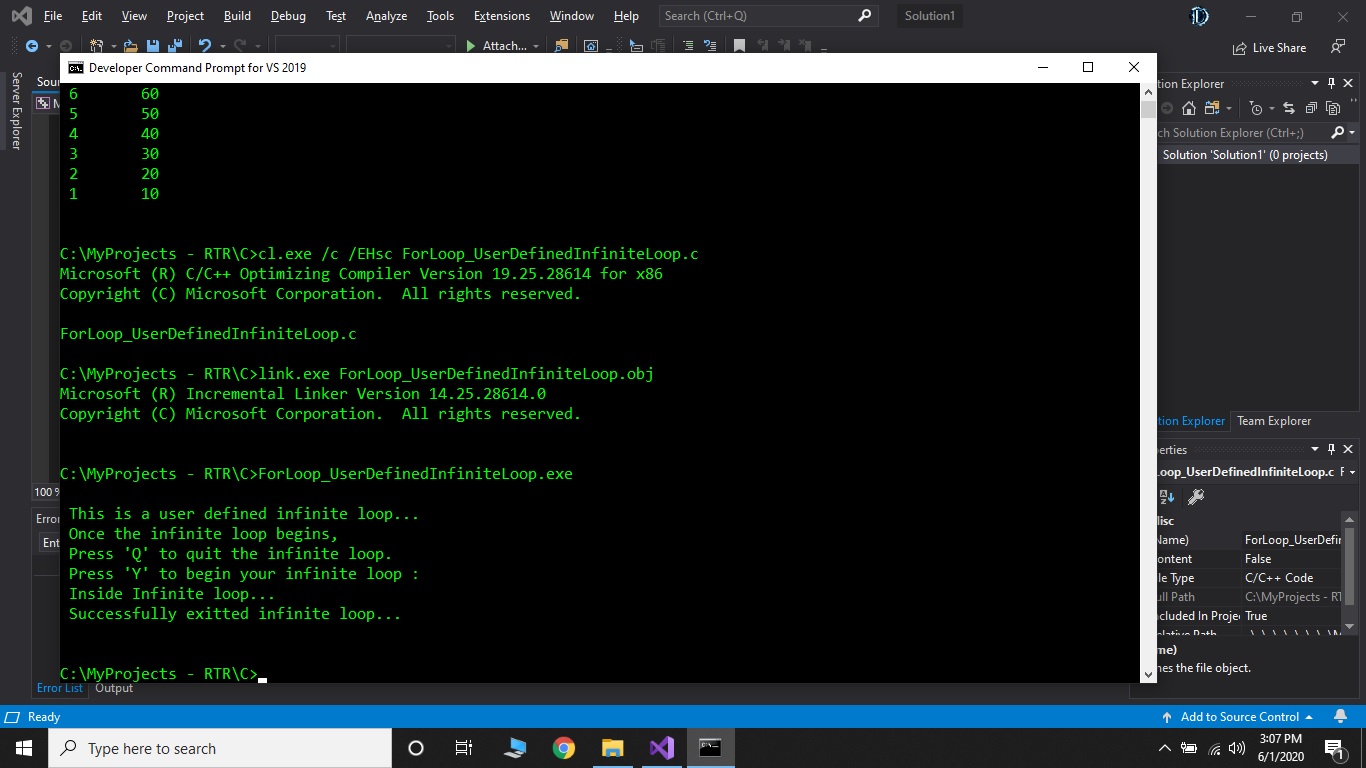 File Edit View Project Build Debug Test Analyze Tools Extensions Window Help Search (Ctrl+Q) Solution1
Attach... Live Share
Developer Command Prompt for VS 2019
Server Explorer
Sou
6 60
5 50
4 40
3 30
2 20
1 10
C:\MyProjects - RTR\C>cl.exe /c /EHsc ForLoop_UserDefinedInfiniteLoop.c
Microsoft (R) C/C++ Optimizing Compiler Version 19.25.28614 for x86
Copyright (C) Microsoft Corporation.  All rights reserved.
ForLoop_UserDefinedInfiniteLoop.c
C:\MyProjects - RTR\C>link.exe ForLoop_UserDefinedInfiniteLoop.obj
Microsoft (R) Incremental Linker Version 14.25.28614.0
Copyright (C) Microsoft Corporation.  All rights reserved.
C:\MyProjects - RTR\C>ForLoop_UserDefinedInfiniteLoop.exe
This is a user defined infinite loop...
Once the infinite loop begins,
Press 'Q' to quit the infinite loop.
Press 'Y' to begin your infinite loop :
Inside Infinite loop...
Successfully exitted infinite loop...
C:\MyProjects - RTR\C>
100 %
Error
Ent
Error List Output
tion Explorer
ch Solution Explorer (Ctrl+;)
Solution 'Solution1' (0 projects)
tion Explorer Team Explorer
erties
Loop_UserDefinedInfiniteLoop.c F
isc
Name) ForLoop_UserDefin
ontent False
le Type C/C++ Code
ull Path C:\MyProjects - RT
cluded In Proje True
me)
nes the file object.
Ready Add to Source Control
Type here to search
3:07 PM
6/1/2020
1